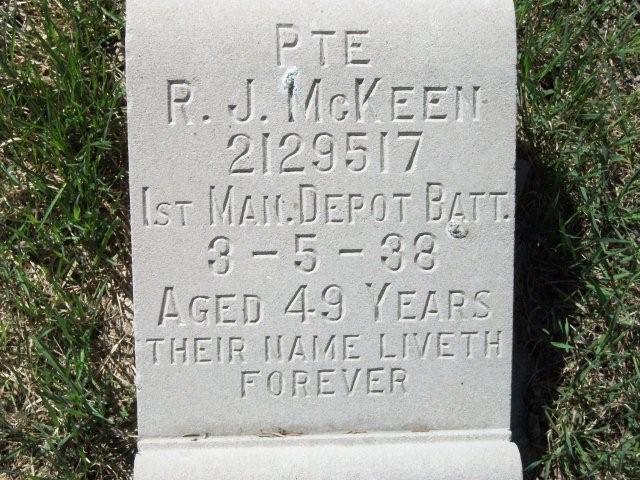 PTE
R. J. MCKEEN
2129517
1ST MAN. DEPOT BATT.
3-5-38
AGED 49 YEARS
THEIR NAME LIVETH
FOREVER